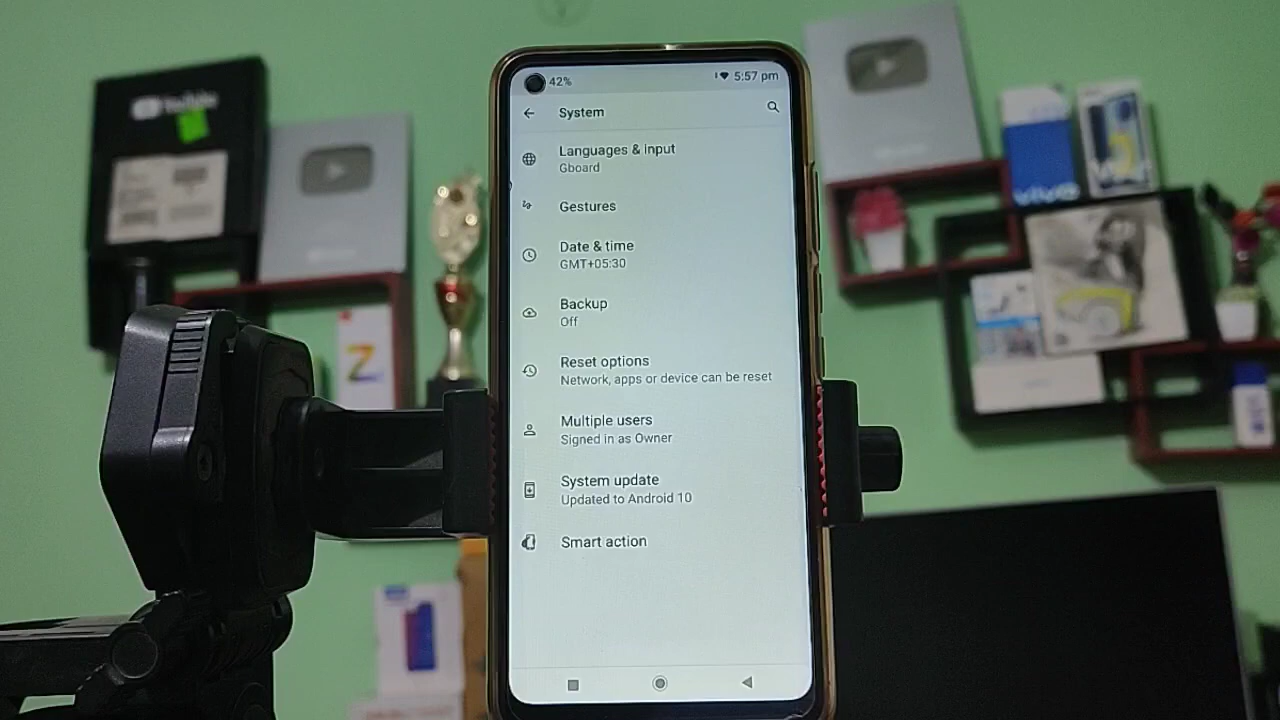 42%
5:57 pm
System
Languages & input
Gboard
Gestures
Date & time
GMT+05:30
Backup
Off
Reset options
Network, apps or device can be reset
Multiple users
Signed in as Owner
System update
Updated to Android 10
Smart action
YouTube
vivo
Z